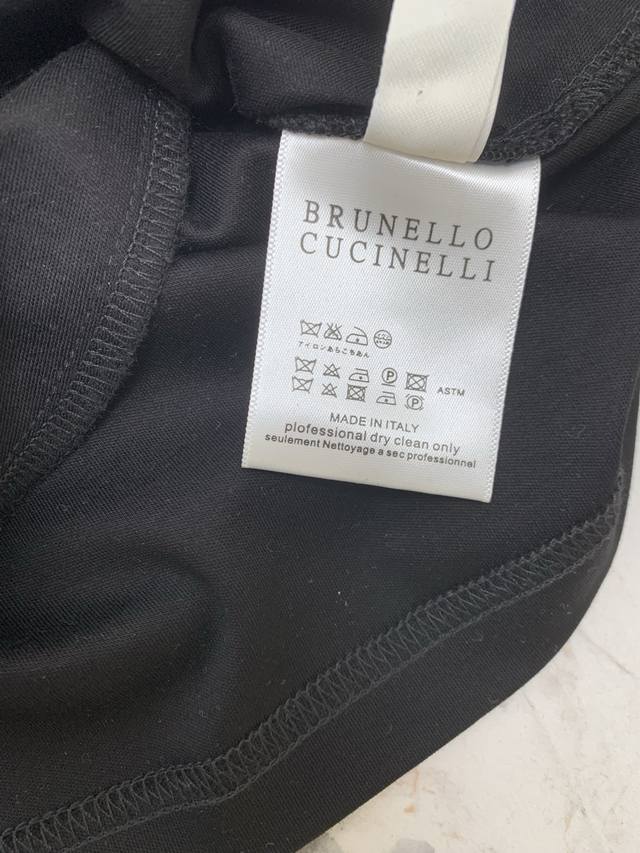 BRUNELLO
CUCINELLI
アイロンあらこちあん
ASTM
MADE IN ITALY
plofessional dry clean only
seulement Nettoyage a sec professionnel